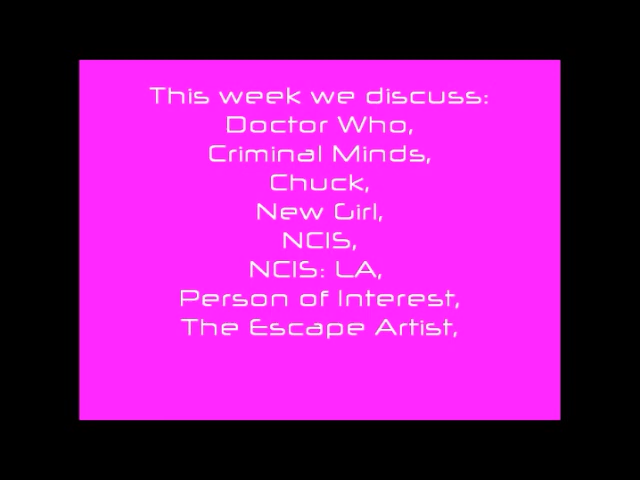 This week we discuss:
Doctor Who,
Criminal Minds,
Chuck,
New Girl,
NCIS,
NCIS: LA,
Person of Interest,
The Escape Artist,